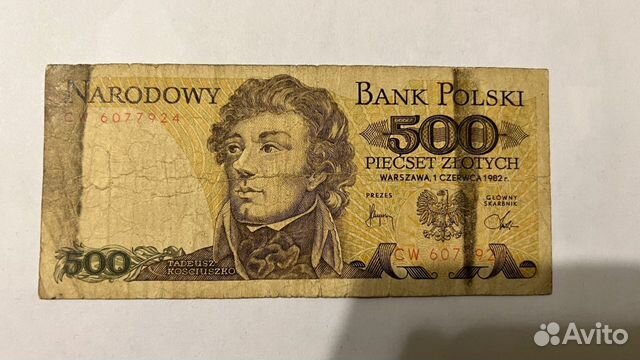 NARODOWY BANK POLSKI
CW 6077924
500
PIĘĆSET ZŁOTYCH
WARSZAWA, 1 CZERWCA 1982 r.
PREZES
GŁÓWNY
SKARBNIK
CW 607792
500
TADEUSZ
KOŚCIUSZKO
Avito